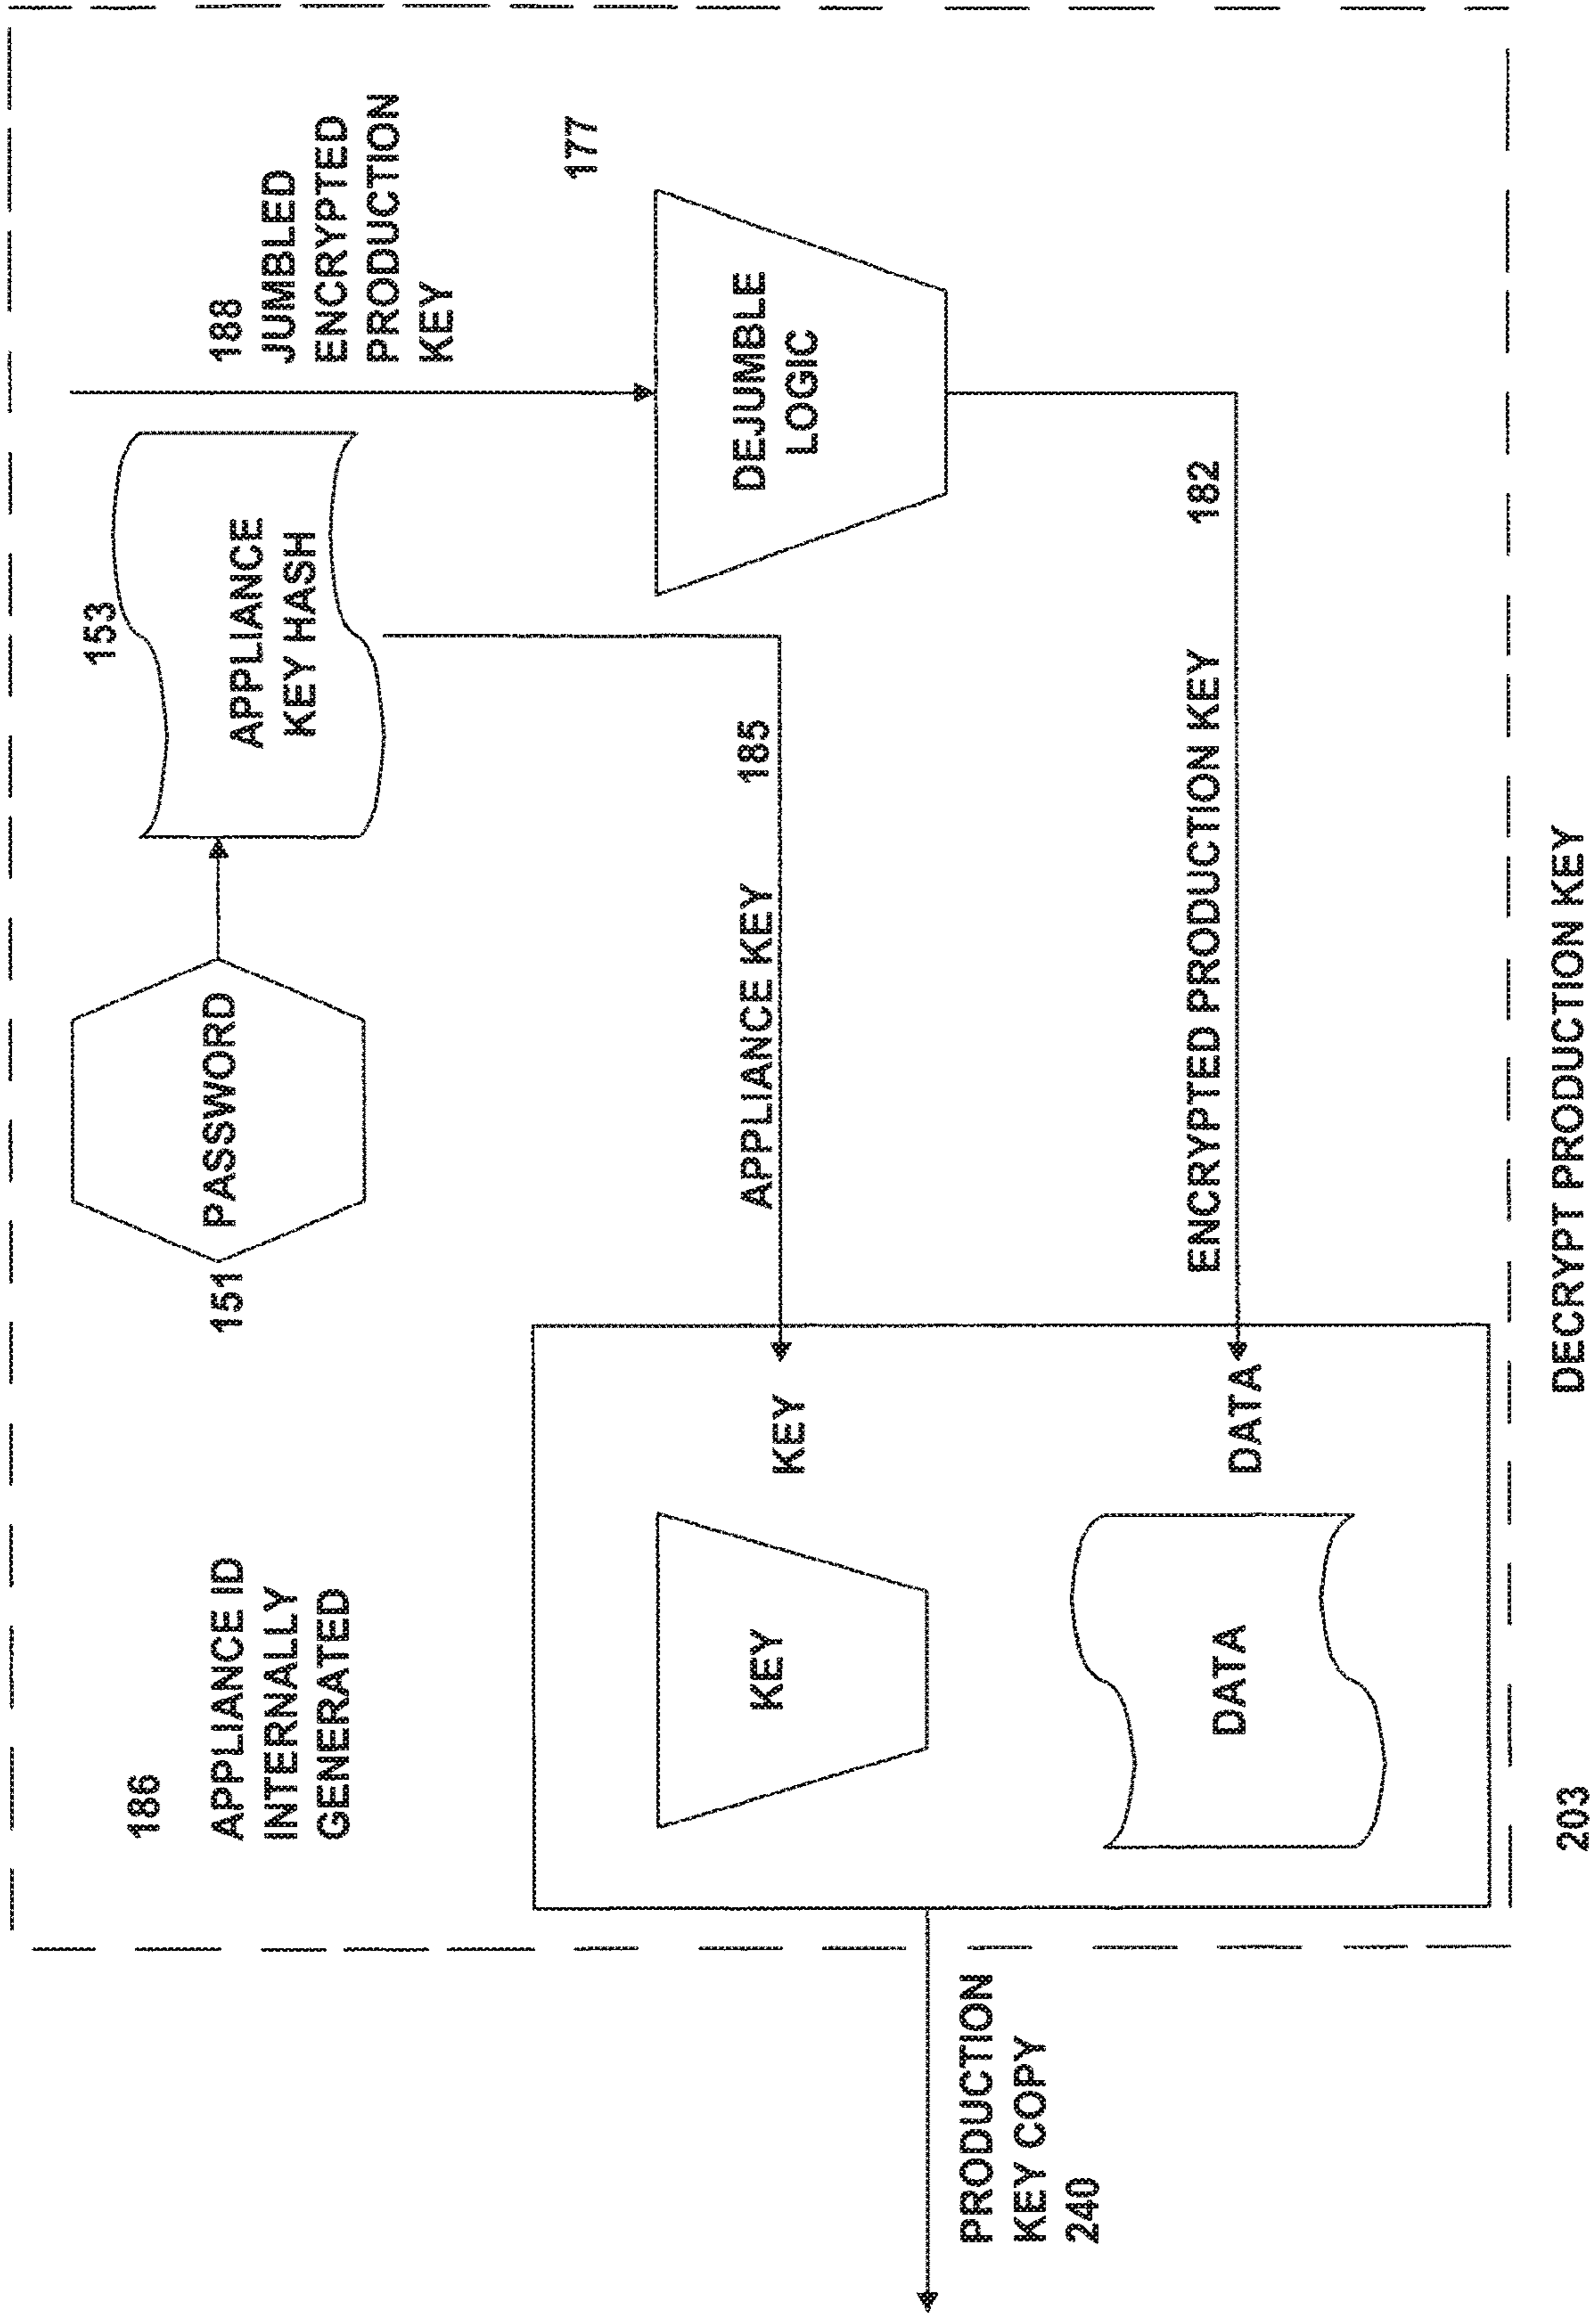 186
APPLIANCE ID
INTERNALLY
GENERATED
151
PASSWORD
153
APPLIANCE
KEY HASH
188
JUMBLED
ENCRYPTED
PRODUCTION
KEY
177
DEJUMBLE
LOGIC
KEY
KEY
APPLIANCE KEY 185
DATA
DATA
ENCRYPTED PRODUCTION KEY 182
PRODUCTION
KEY COPY
240
203
DECRYPT PRODUCTION KEY